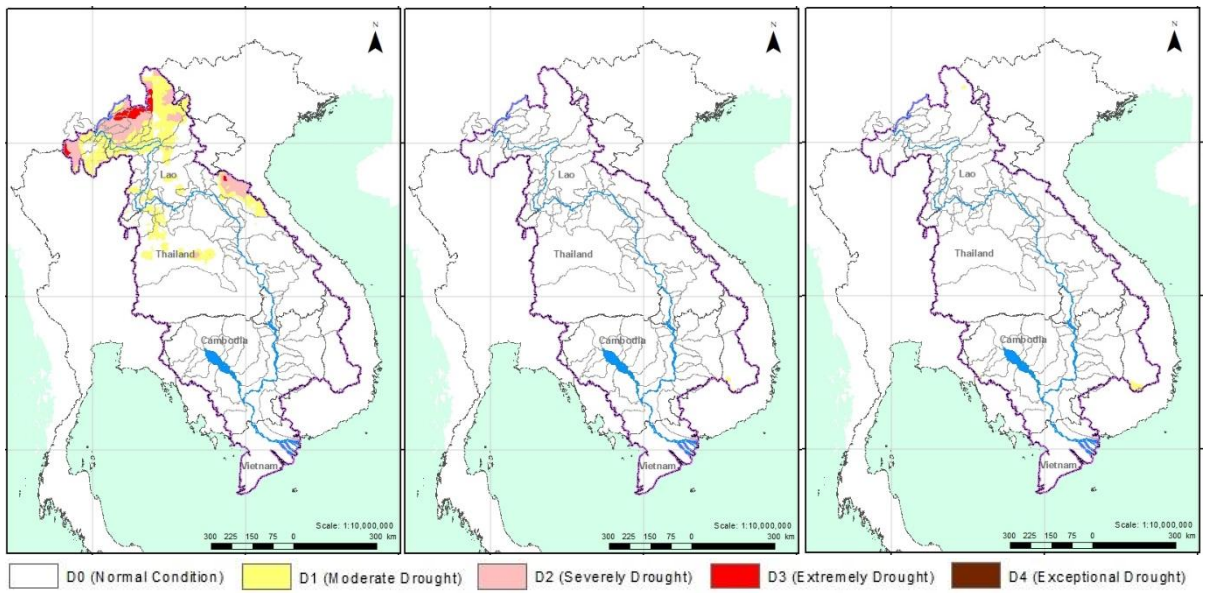 N
Lao
Thailand
Cambodia
Vietnam
Scale: 1:10,000,000
300 225 150 75 0 300 km
N
Lao
Thailand
Cambodia
Vietnam
Scale: 1:10,000,000
300 225 150 75 0 300 km
N
Lao
Thailand
Cambodia
Vietnam
Scale: 1:10,000,000
300 225 150 75 0 300 km
D0 (Normal Condition) D1 (Moderate Drought) D2 (Severely Drought) D3 (Extremely Drought) D4 (Exceptional Drought)